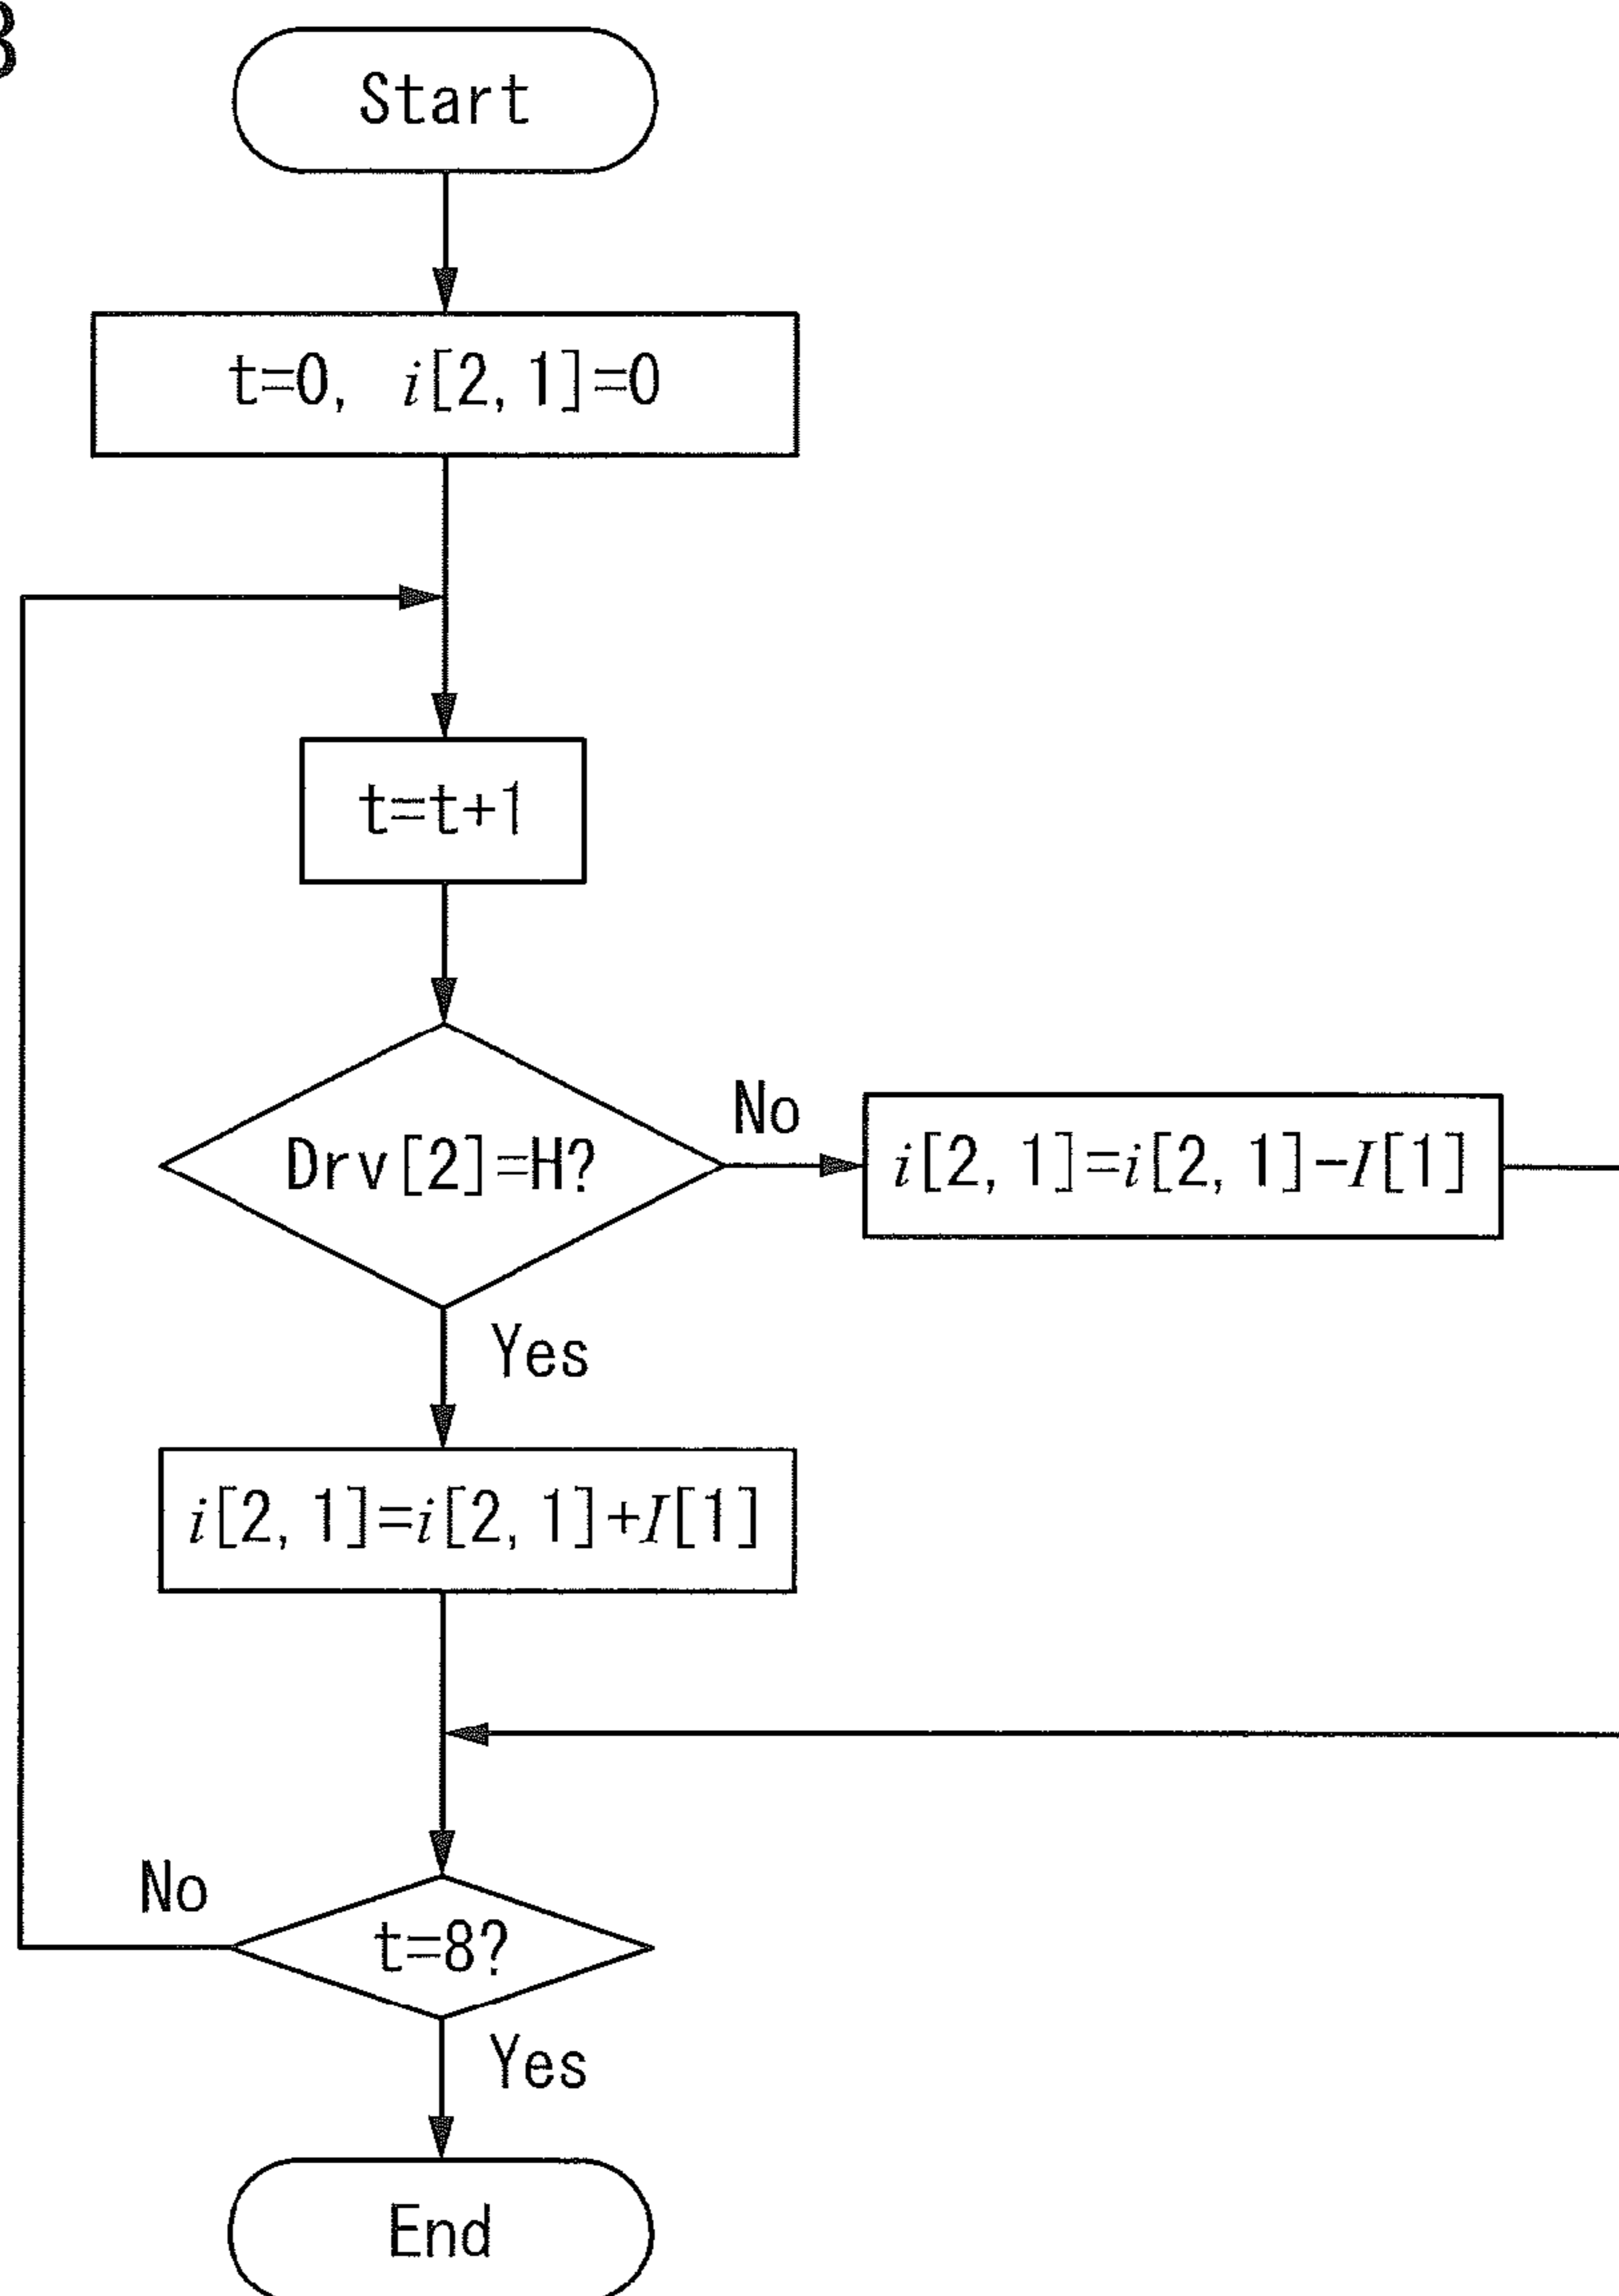 Start
t=0, i[2, 1]=0
t=t+1
Drv[2]=H?
No
i[2, 1]=i[2, 1]-I[1]
Yes
i[2, 1]=i[2, 1]+I[1]
No
t=8?
Yes
End